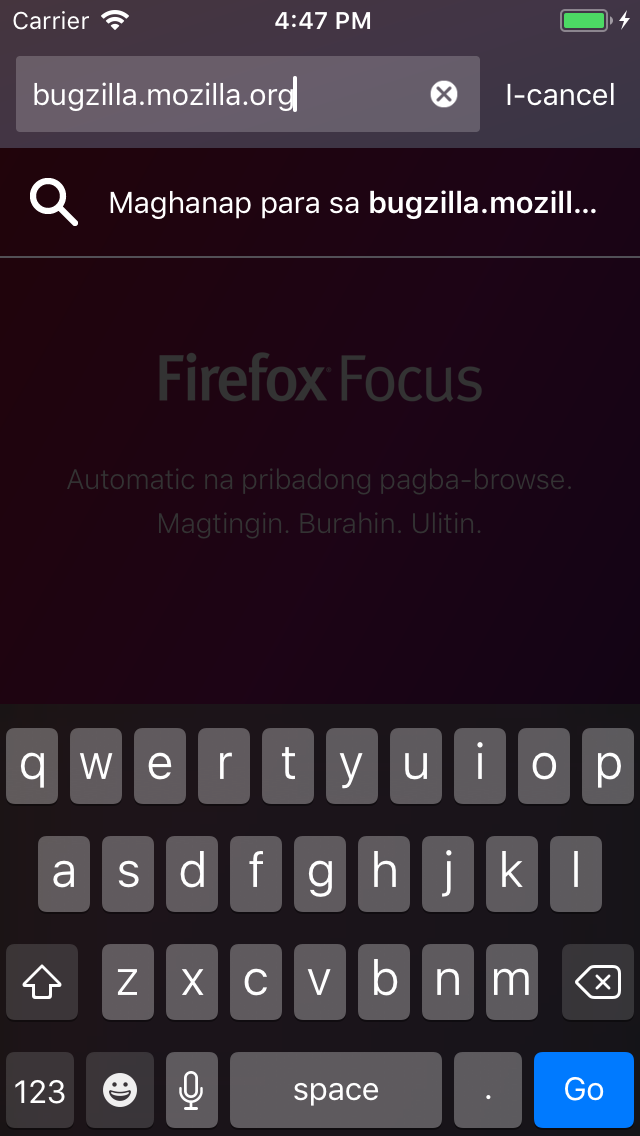 Carrier 4:47 PM
bugzilla.mozilla.org I-cancel
Maghanap para sa bugzilla.mozill...
Firefox Focus
Automatic na pribadong pagba-browse.
Magtingin. Burahin. Ulitin.
q w e r t y u i o p
a s d f g h j k l
z x c v b n m
123 space . Go